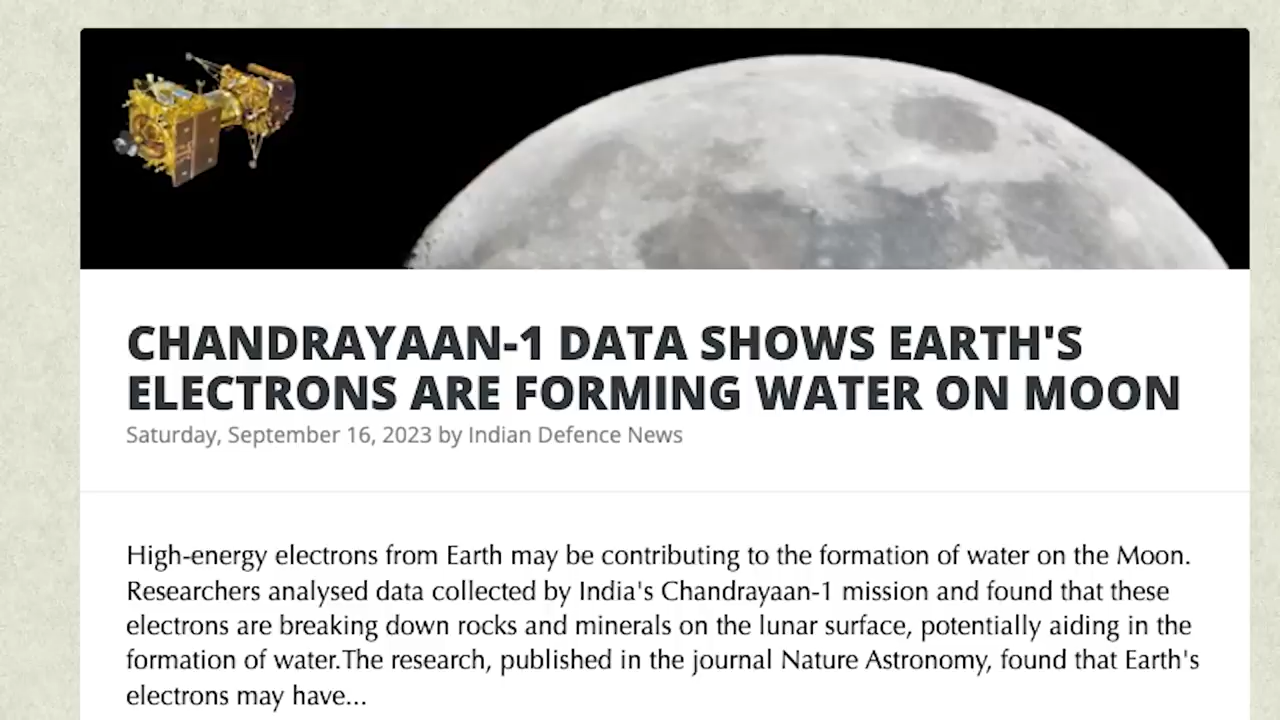 CHANDRAYAAN-1 DATA SHOWS EARTH'S
ELECTRONS ARE FORMING WATER ON MOON
Saturday, September 16, 2023 by Indian Defence News
High-energy electrons from Earth may be contributing to the formation of water on the Moon.
Researchers analysed data collected by India's Chandrayaan-1 mission and found that these
electrons are breaking down rocks and minerals on the lunar surface, potentially aiding in the
formation of water.The research, published in the journal Nature Astronomy, found that Earth's
electrons may have...